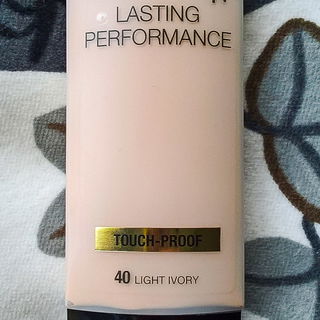 LASTING
PERFORMANCE
TOUCH-PROOF
40 LIGHT IVORY